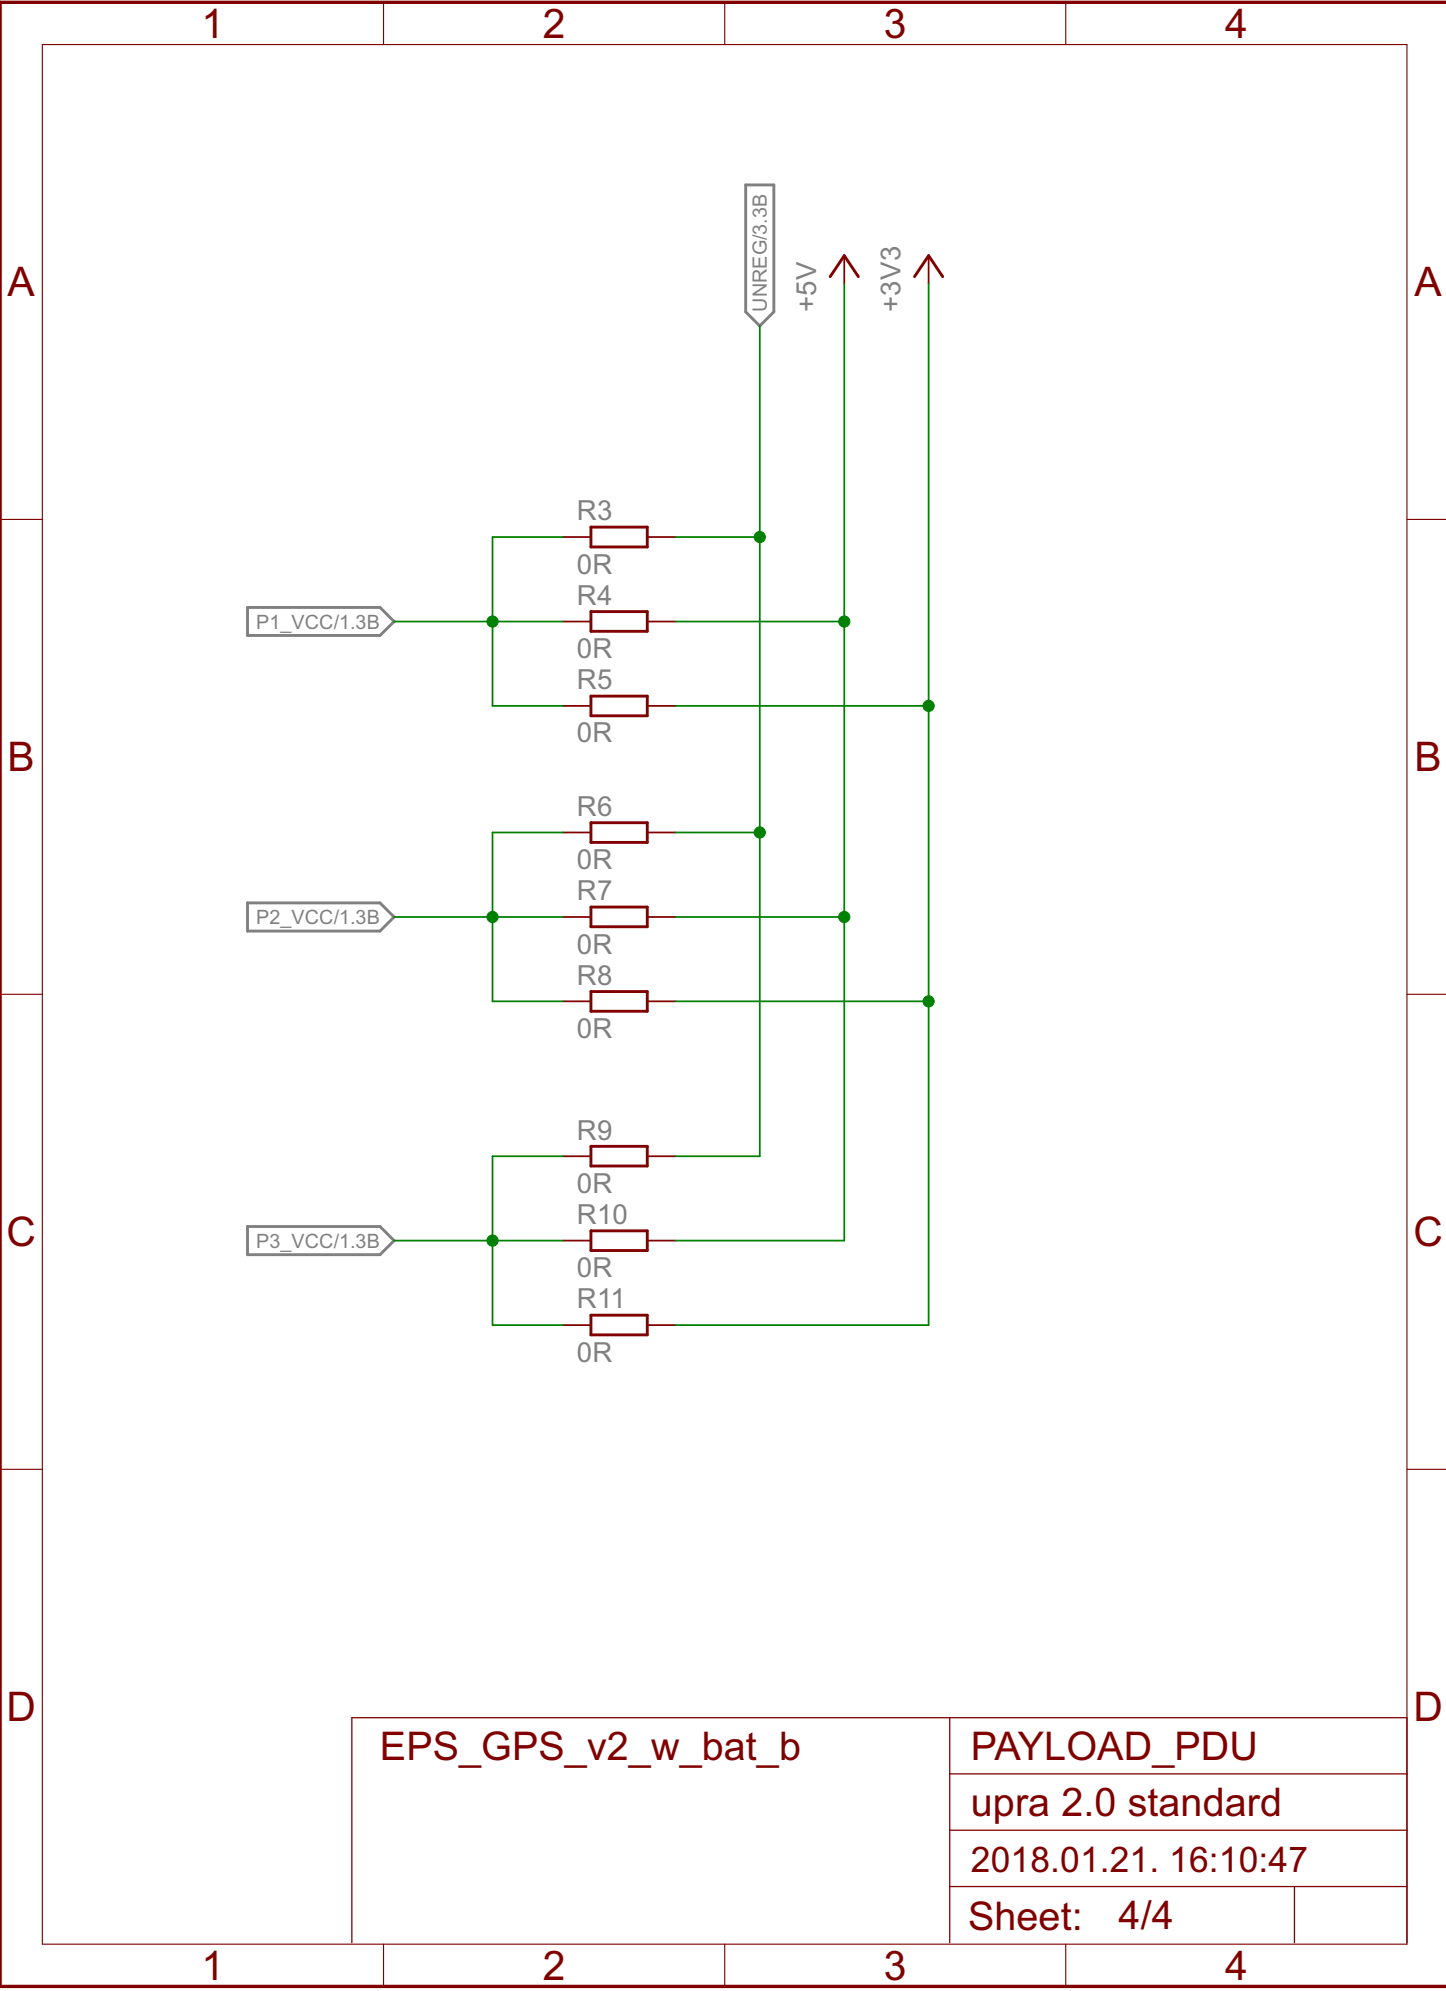 1 2 3 4
A A
UNREG/3.3B
+5V
+3V3
R3
0R
P1_VCC/1.3B
R4
0R
R5
0R
B B
R6
0R
P2_VCC/1.3B
R7
0R
R8
0R
R9
0R
C C
P3_VCC/1.3B
R10
0R
R11
0R
D D
EPS_GPS_v2_w_bat_b
PAYLOAD_PDU
upra 2.0 standard
2018.01.21. 16:10:47
Sheet: 4/4
1 2 3 4